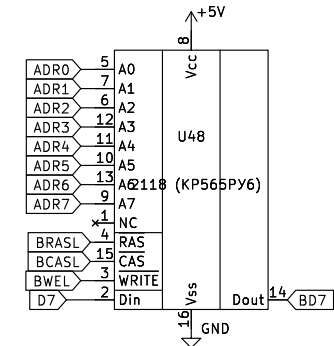 +5V
8
Vcc
ADR0 5 A0
ADR1 7 A1
ADR2 6 A2
ADR3 12 A3
U48
ADR4 11 A4
ADR5 10 A5
ADR6 13 A6 2118 (КР565РУ6)
ADR7 9 A7
1 NC
BRASL 4 RAS
BCASL 15 CAS
BWEL 3 WRITE
D7 2 Din Vss Dout 14 BD7
16 GND